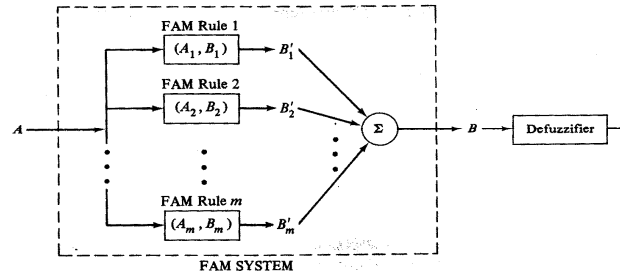 FAM Rule 1
(A₁, B₁)
B′₁
FAM Rule 2
(A₂, B₂)
B′₂
A
Σ
B
Defuzzifier
FAM Rule m
(Aₘ, Bₘ)
B′ₘ
FAM SYSTEM